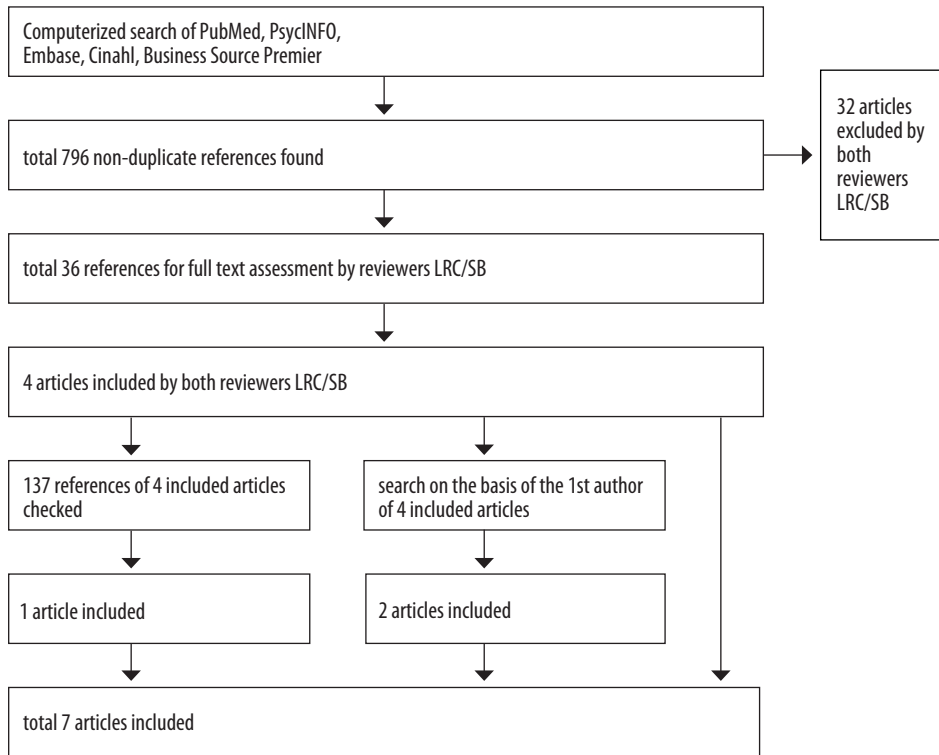 Computerized search of PubMed, PsycINFO,
Embase, Cinahl, Business Source Premier
total 796 non-duplicate references found
32 articles
excluded by
both
reviewers
LRC/SB
total 36 references for full text assessment by reviewers LRC/SB
4 articles included by both reviewers LRC/SB
137 references of 4 included articles
checked
search on the basis of the 1st author
of 4 included articles
1 article included
2 articles included
total 7 articles included